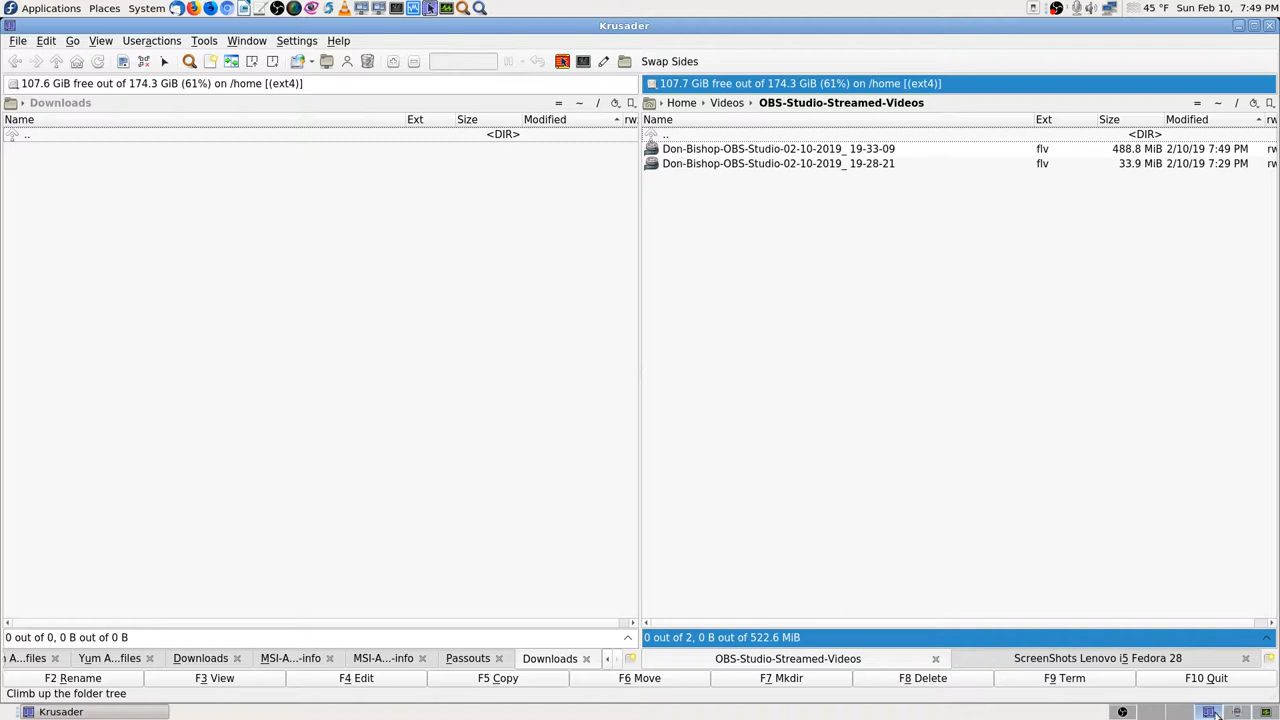 Applications Places System 45 °F Sun Feb 10, 7:49 PM
Krusader
File Edit Go View Useractions Tools Window Settings Help
Swap Sides
107.6 GiB free out of 174.3 GiB (61%) on /home [(ext4)]
107.7 GiB free out of 174.3 GiB (61%) on /home [(ext4)]
Downloads = ~ /
Home Videos OBS-Studio-Streamed-Videos = ~ /
Name Ext Size Modified rw
Name Ext Size Modified rw
.. <DIR>
.. <DIR>
Don-Bishop-OBS-Studio-02-10-2019_ 19-33-09 flv 488.8 MiB 2/10/19 7:49 PM rw
Don-Bishop-OBS-Studio-02-10-2019_ 19-28-21 flv 33.9 MiB 2/10/19 7:29 PM rw
0 out of 0, 0 B out of 0 B
0 out of 2, 0 B out of 522.6 MiB
n A...files Yum A...files Downloads MSI-A...-info MSI-A...-info Passouts Downloads
OBS-Studio-Streamed-Videos ScreenShots Lenovo i5 Fedora 28
F2 Rename F3 View F4 Edit F5 Copy F6 Move F7 Mkdir F8 Delete F9 Term F10 Quit
Climb up the folder tree
Krusader